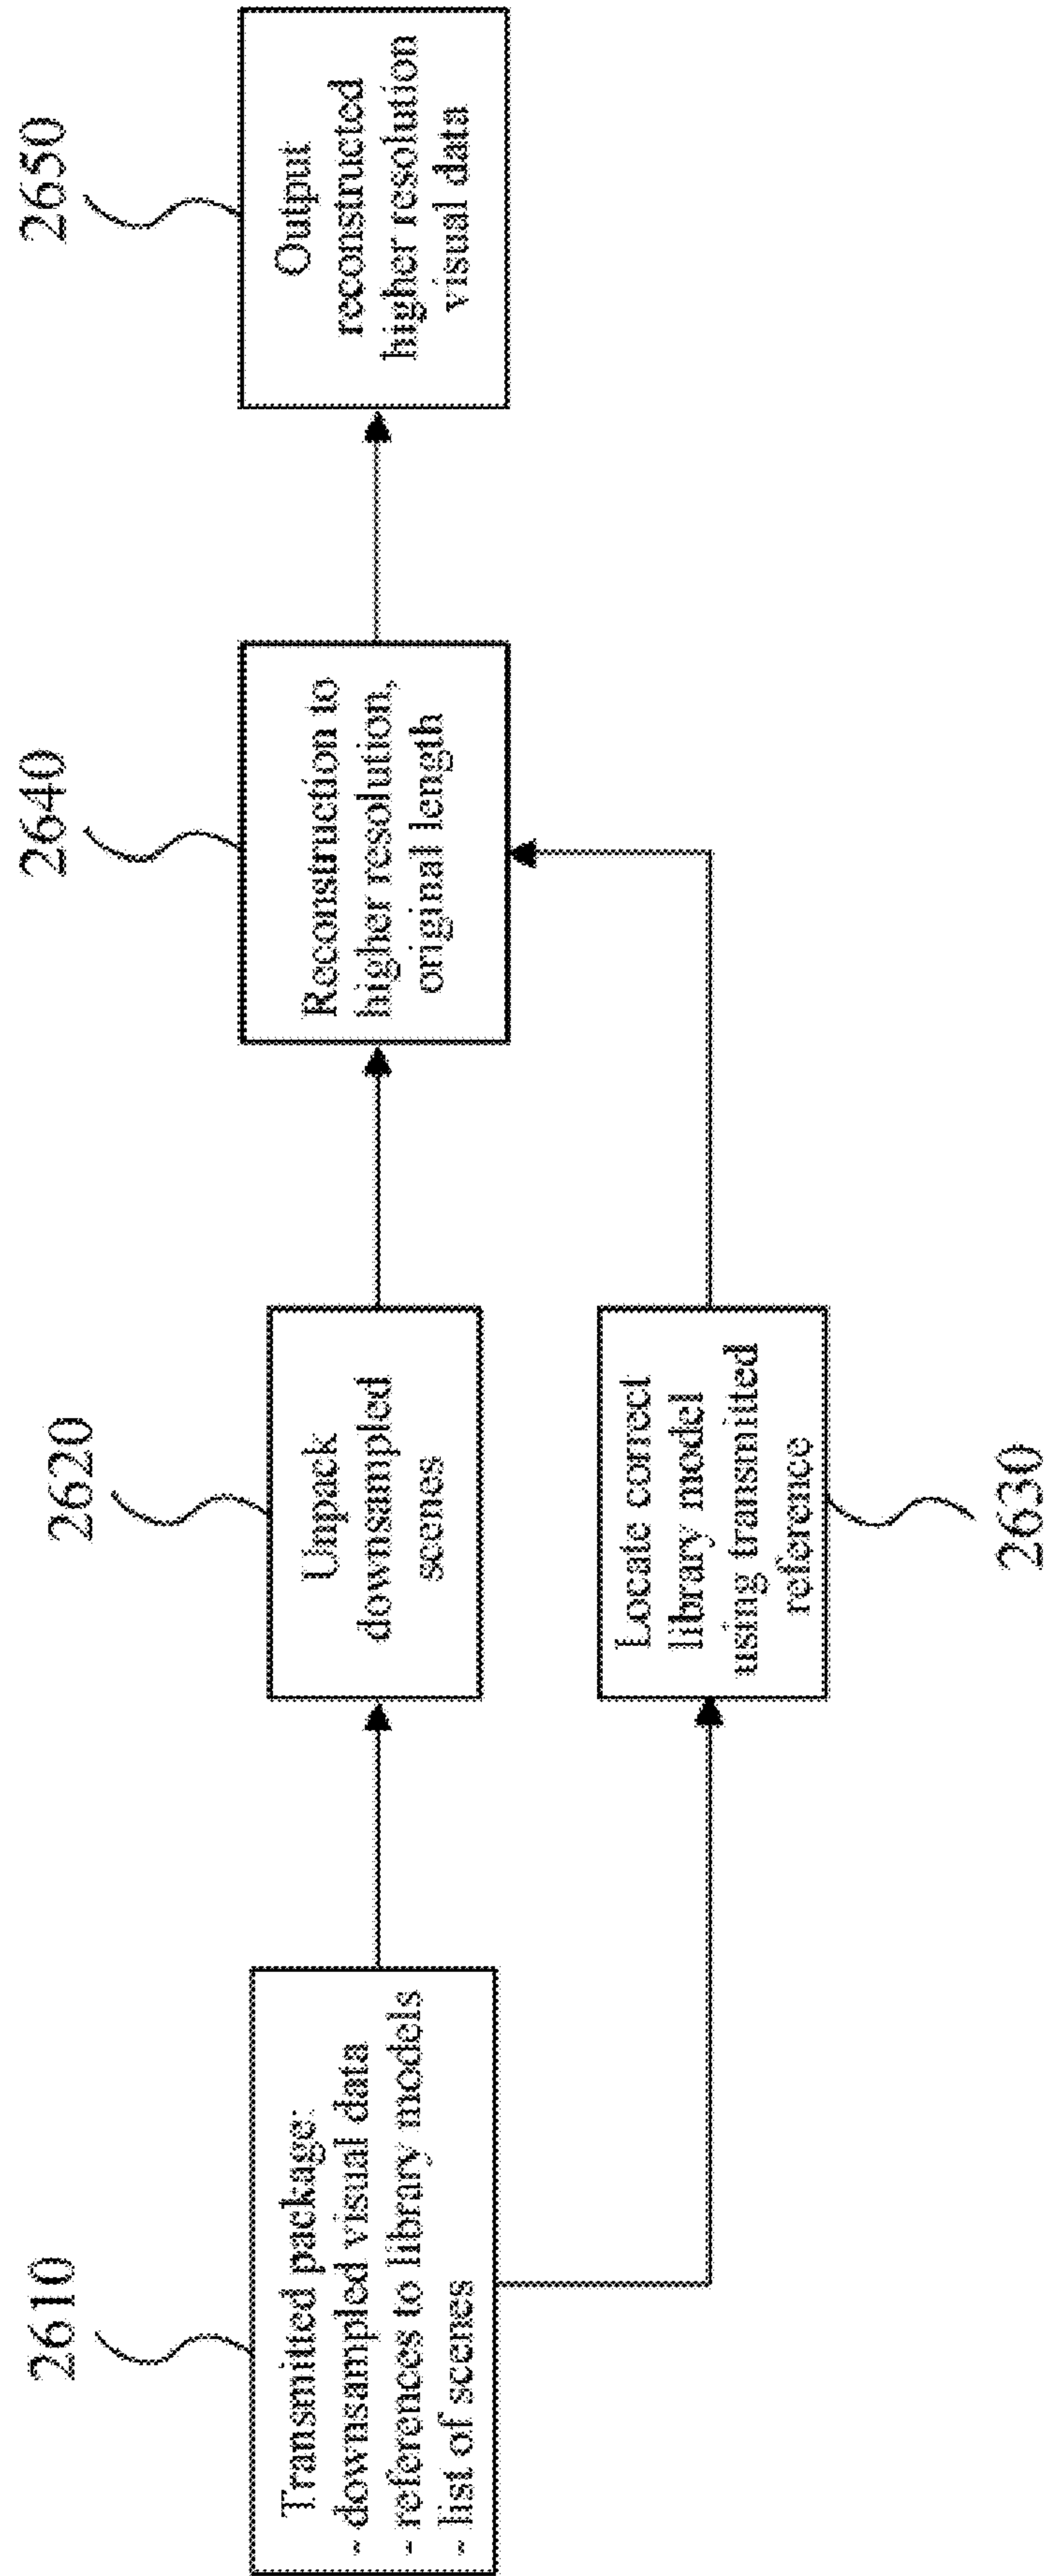 2610
Transmitted package:
- downsampled visual data
- references to library models
- list of scenes
2620
Unpack
downsampled
scenes
Locate correct
library model
using transmitted
reference
2630
2640
Reconstruction to
higher resolution,
original length
2650
Output
reconstructed
higher resolution
visual data